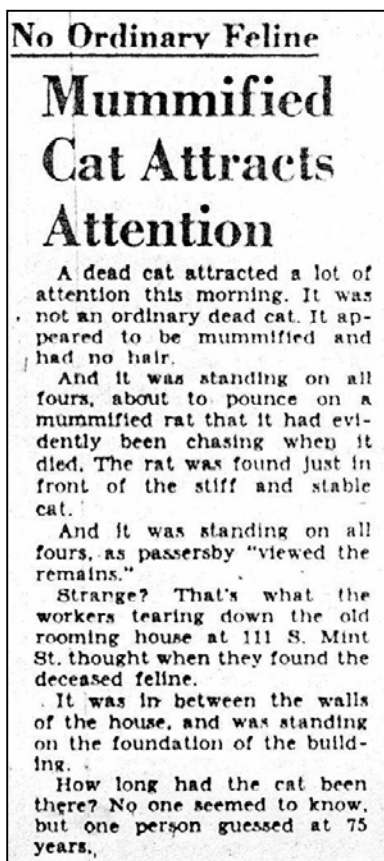 No Ordinary Feline
Mummified
Cat Attracts
Attention
A dead cat attracted a lot of
attention this morning. It was
not an ordinary dead cat. It ap-
peared to be mummified and
had no hair.
And it was standing on all
fours, about to pounce on a
mummified rat that it had evi-
dently been chasing when it
died. The rat was found just in
front of the stiff and stable
cat.
And it was standing on all
fours, as passersby "viewed the
remains."
Strange? That's what the
workers tearing down the old
rooming house at 111 S. Mint
St. thought when they found the
deceased feline.
It was in between the walls
of the house, and was standing
on the foundation of the build-
ing.
How long had the cat been
there? No one seemed to know,
but one person guessed at 75
years.